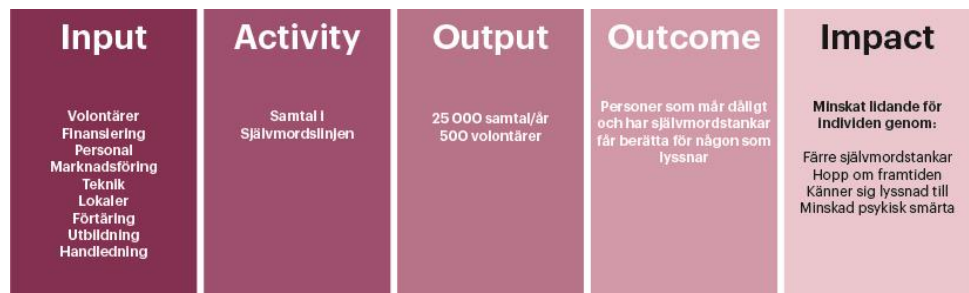 Input
Volontärer
Finansiering
Personal
Marknadsföring
Teknik
Lokaler
Förtäring
Utbildning
Handledning
Activity
Samtal I
Självmordslinjen
Output
25 000 samtal/år
500 volontärer
Outcome
Personer som mår dåligt
och har självmordstankar
får berätta för någon som
lyssnar
Impact
Minskat lidande för
individen genom:
Färre självmordstankar
Hopp om framtiden
Känner sig lyssnad till
Minskad psykisk smärta